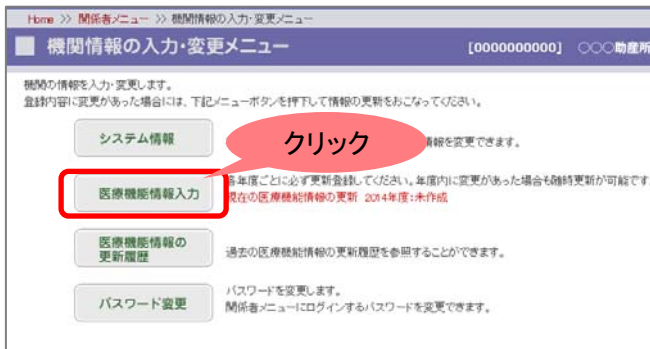 Home >> 関係者メニュー >> 機関情報の入力・変更メニュー
機関情報の入力・変更メニュー [0000000000] ○○○助産所
機関の情報を入力・変更します。
登録内容に変更があった場合には、下記メニューボタンを押下して情報の更新をおこなってください。
システム情報 クリック 情報を変更できます。
医療機能情報入力 各年度ごとに必ず更新登録してください。年度内に変更があった場合も随時更新が可能です。
現在の医療機能情報の更新 2014年度:未作成
医療機能情報の
更新履歴 過去の医療機能情報の更新履歴を参照することができます。
パスワードを変更します。
パスワード変更 関係者メニューにログインするパスワードを変更できます。